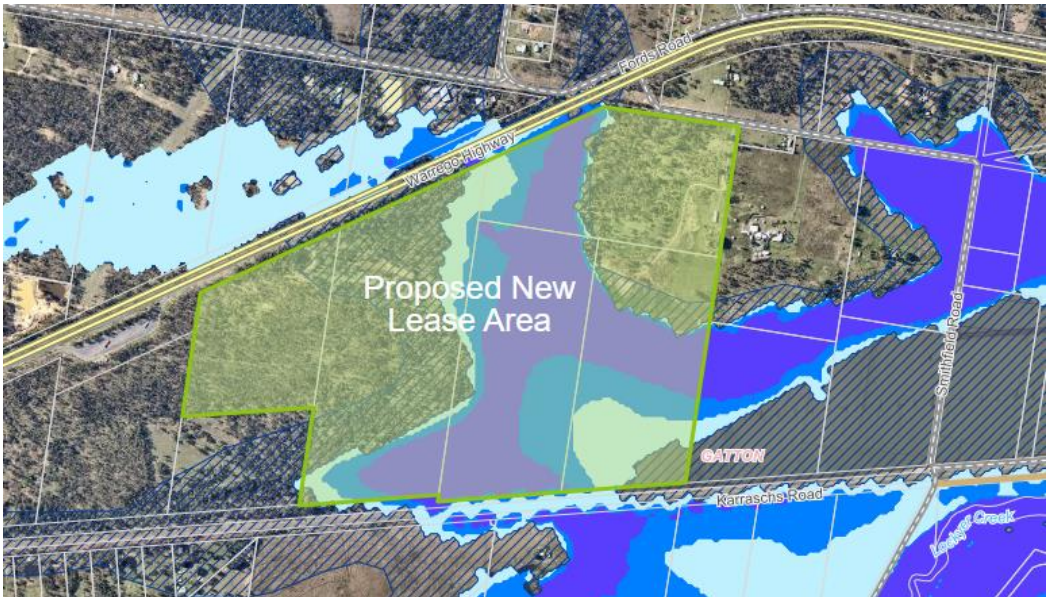 Fords Road
Warrego Highway
Proposed New
Lease Area
Smithfield Road
GATTON
Karraschs Road
Lockyer Creek